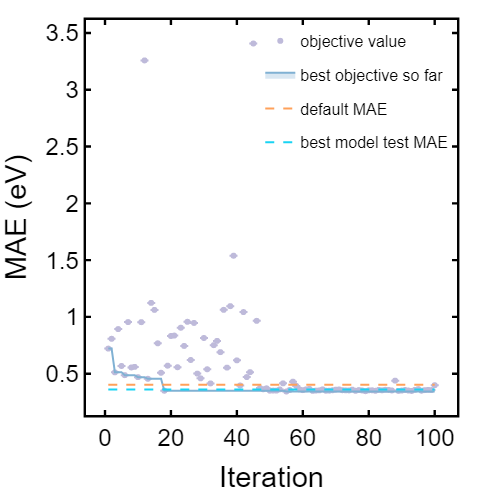 3.5
objective value
best objective so far
3
default MAE
best model test MAE
2.5
2
MAE (eV)
1.5
1
0.5
0 20 40 60 80 100
Iteration